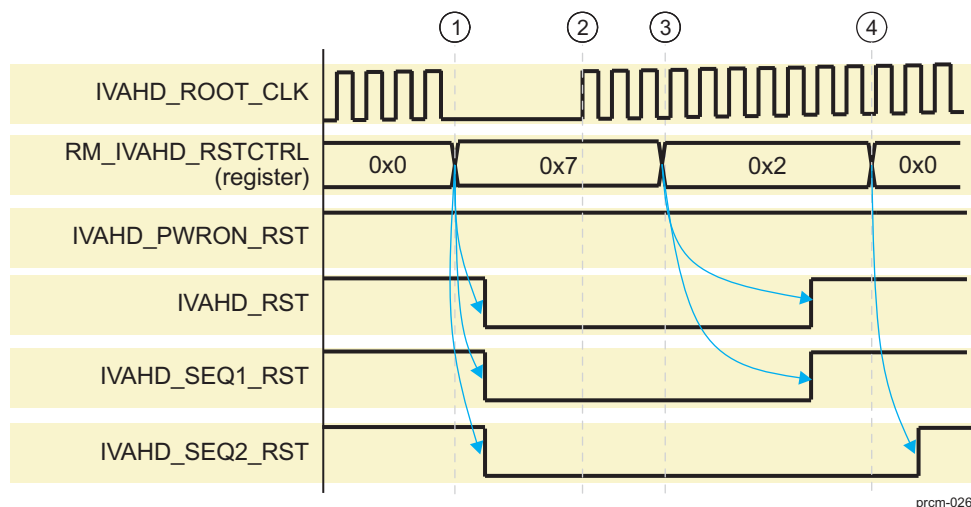 1 2 3 4
IVAHD_ROOT_CLK
RM_IVAHD_RSTCTRL
(register)
0x0 0x7 0x2 0x0
IVAHD_PWRON_RST
IVAHD_RST
IVAHD_SEQ1_RST
IVAHD_SEQ2_RST
prcm-026